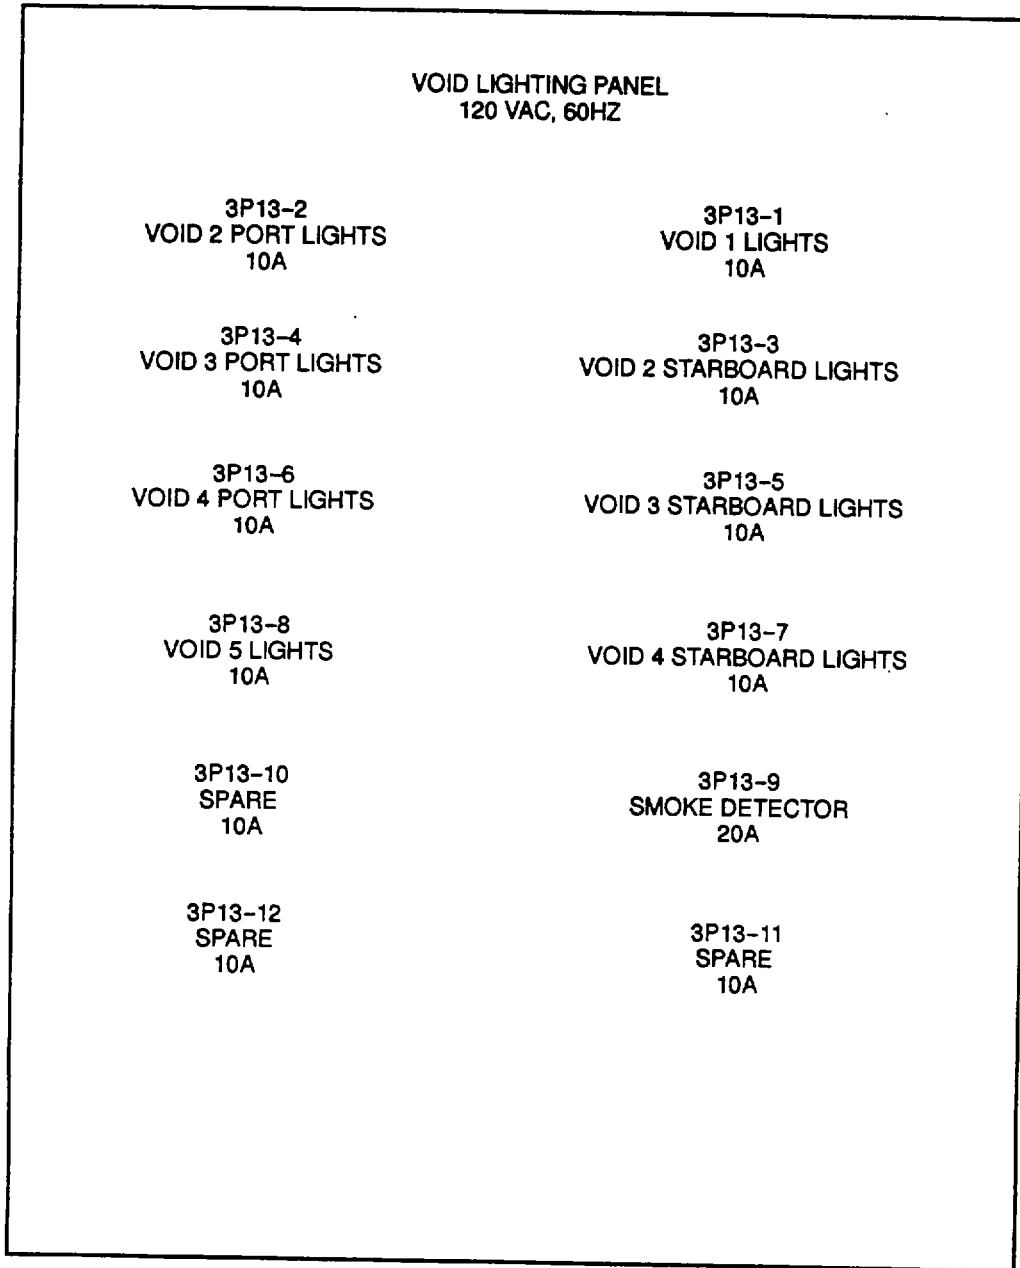 VOID LIGHTING PANEL
120 VAC, 60HZ
3P13-2
VOID 2 PORT LIGHTS
10A
3P13-1
VOID 1 LIGHTS
10A
3P13-4
VOID 3 PORT LIGHTS
10A
3P13-3
VOID 2 STARBOARD LIGHTS
10A
3P13-6
VOID 4 PORT LIGHTS
10A
3P13-5
VOID 3 STARBOARD LIGHTS
10A
3P13-8
VOID 5 LIGHTS
10A
3P13-7
VOID 4 STARBOARD LIGHTS
10A
3P13-10
SPARE
10A
3P13-9
SMOKE DETECTOR
20A
3P13-12
SPARE
10A
3P13-11
SPARE
10A